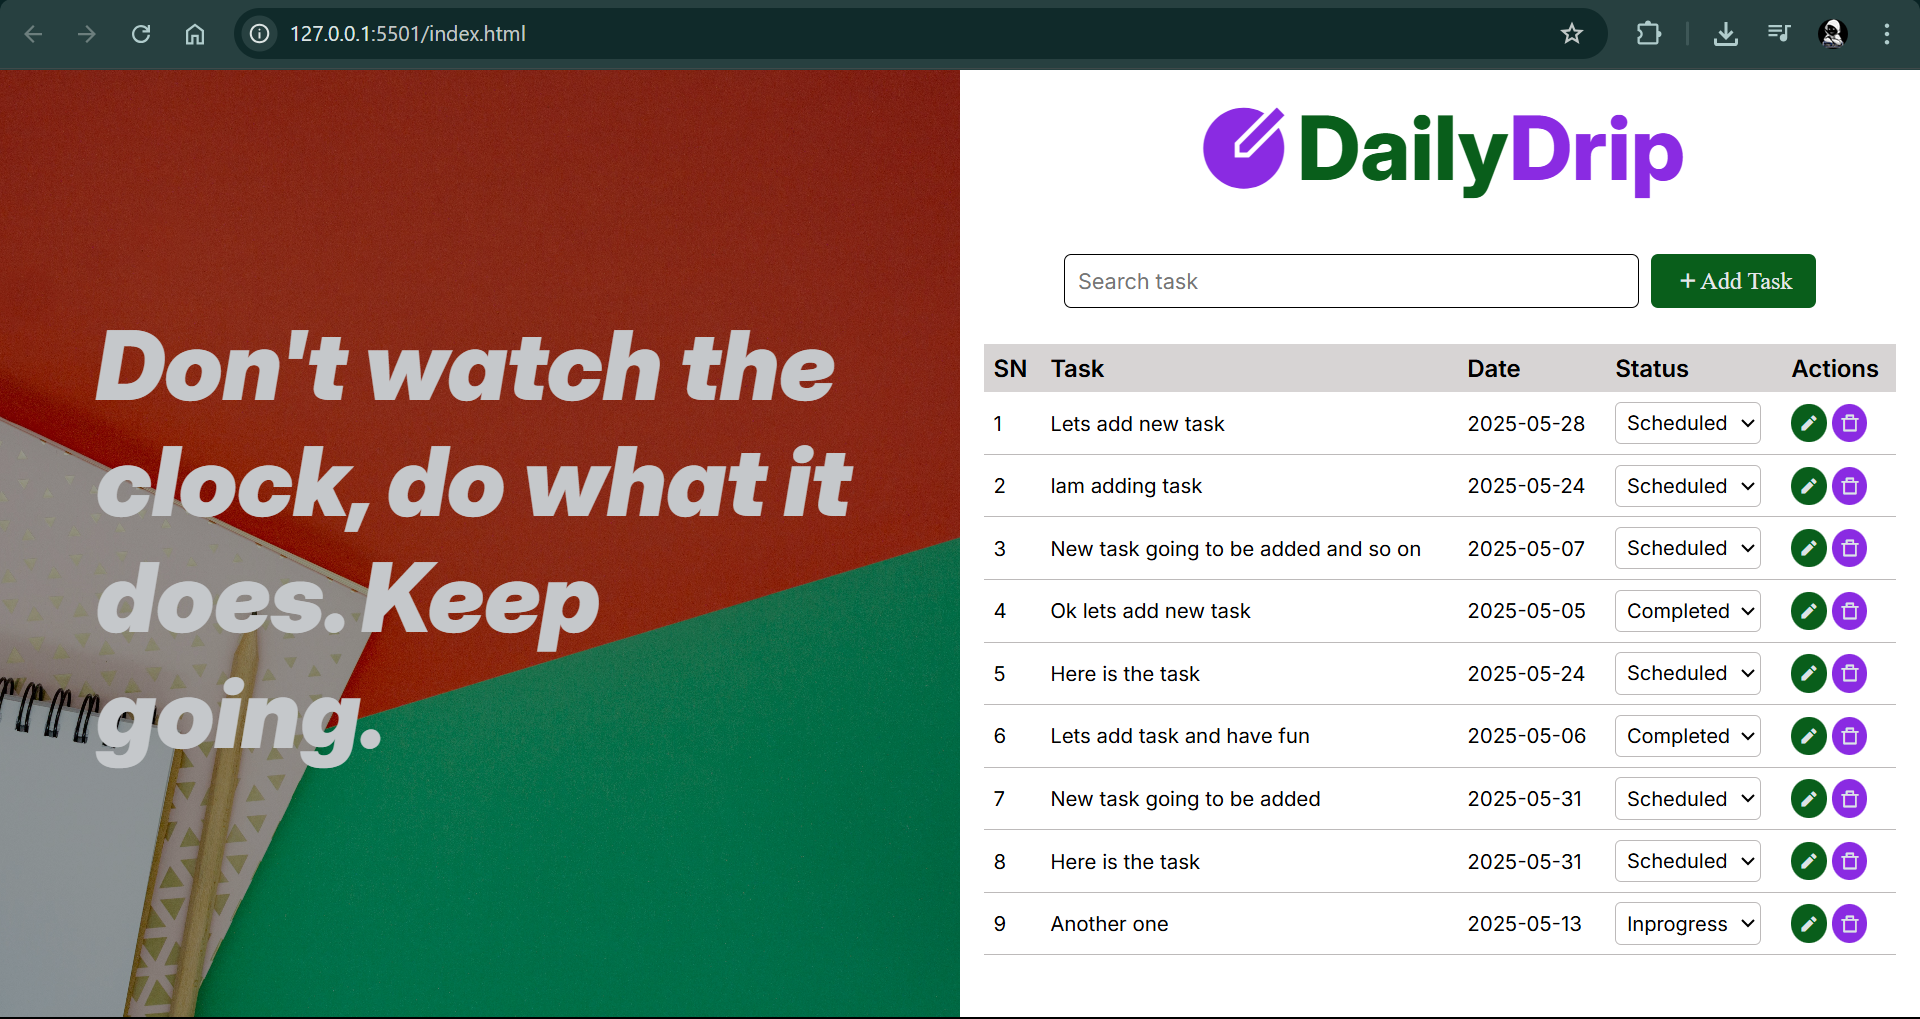 127.0.0.1:5501/index.html
Don't watch the
clock, do what it
does. Keep
going.
DailyDrip
Search task
+ Add Task
SN Task Date Status Actions
1 Lets add new task 2025-05-28 Scheduled
2 Iam adding task 2025-05-24 Scheduled
3 New task going to be added and so on 2025-05-07 Scheduled
4 Ok lets add new task 2025-05-05 Completed
5 Here is the task 2025-05-24 Scheduled
6 Lets add task and have fun 2025-05-06 Completed
7 New task going to be added 2025-05-31 Scheduled
8 Here is the task 2025-05-31 Scheduled
9 Another one 2025-05-13 Inprogress